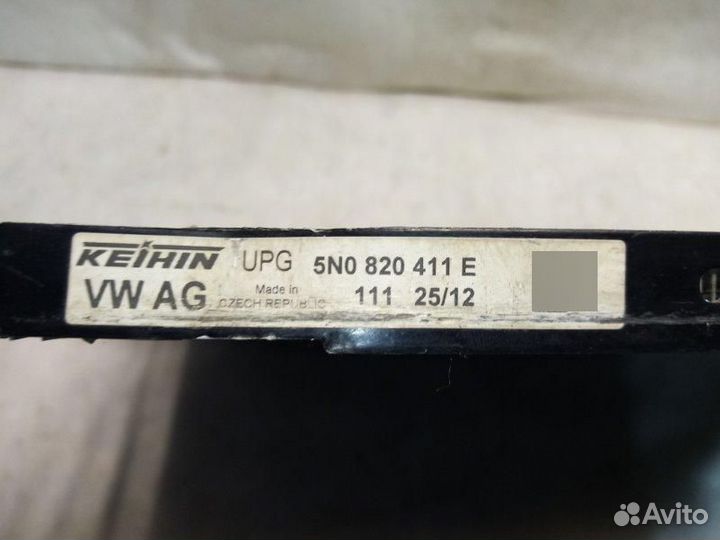 KEIHIN UPG 5N0 820 411 E
VW AG Made in 111 25/12
CZECH REPUBLIC
Avito